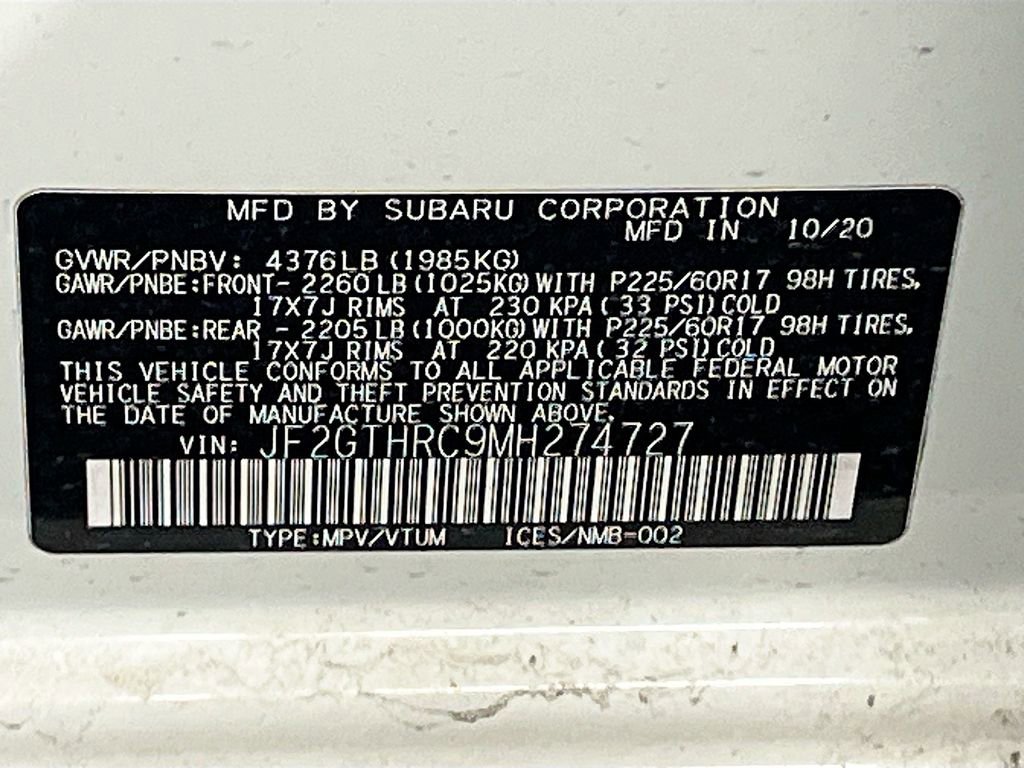 MFD BY SUBARU CORPORATION
MFD IN 10/20
GVWR/PNBV: 4376LB (1985KG)
GAWR/PNBE:FRONT- 2260 LB (1025KG) WITH P225/60R17 98H TIRES,
17X7J RIMS AT 230 KPA( 33 PSI) COLD
GAWR/PNBE:REAR - 2205 LB (1000KG) WITH P225/60R17 98H TIRES,
17X7J RIMS AT 220 KPA( 32 PSI) COLD
THIS VEHICLE CONFORMS TO ALL APPLICABLE FEDERAL MOTOR
VEHICLE SAFETY AND THEFT PREVENTION STANDARDS IN EFFECT ON
THE DATE OF MANUFACTURE SHOWN ABOVE.
VIN: JF2GTHRC9MH274727
TYPE:MPV/VTUM ICES/NMB-002